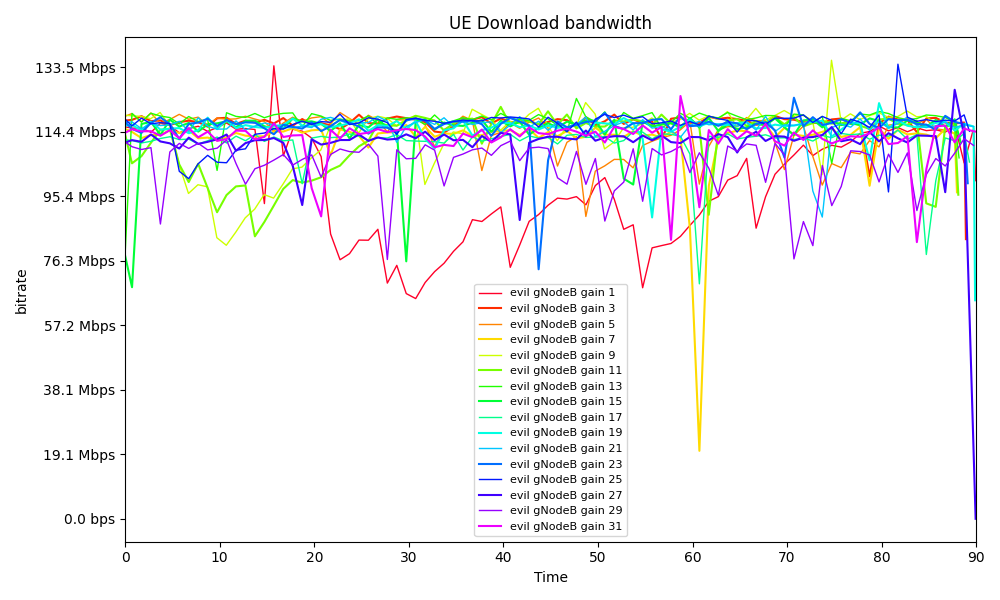 UE Download bandwidth
133.5 Mbps
114.4 Mbps
95.4 Mbps
76.3 Mbps
57.2 Mbps
38.1 Mbps
19.1 Mbps
0.0 bps
bitrate
evil gNodeB gain 1
evil gNodeB gain 3
evil gNodeB gain 5
evil gNodeB gain 7
evil gNodeB gain 9
evil gNodeB gain 11
evil gNodeB gain 13
evil gNodeB gain 15
evil gNodeB gain 17
evil gNodeB gain 19
evil gNodeB gain 21
evil gNodeB gain 23
evil gNodeB gain 25
evil gNodeB gain 27
evil gNodeB gain 29
evil gNodeB gain 31
0 10 20 30 40 50 60 70 80 90
Time